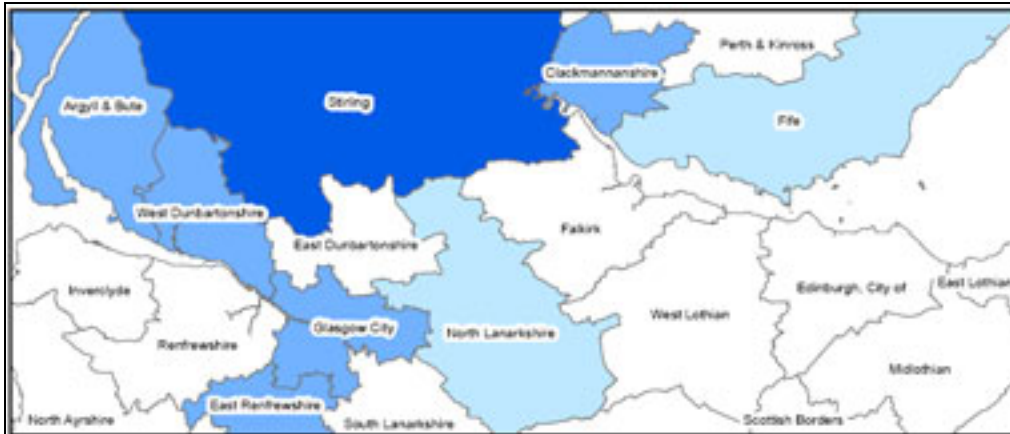 Perth & Kinross
Clackmannanshire
Argyll & Bute
Stirling
Fife
West Dunbartonshire
East Dunbartonshire
Falkirk
Inverclyde
East Lothian
Edinburgh, City of
West Lothian
Glasgow City
North Lanarkshire
Renfrewshire
Midlothian
East Renfrewshire
North Ayrshire
South Lanarkshire
Scottish Borders